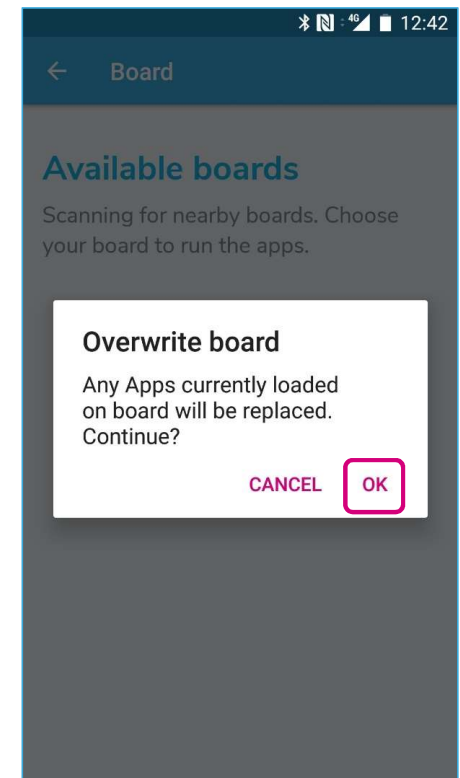 4G 12:42
Board
Available boards
Scanning for nearby boards. Choose
your board to run the apps.
Overwrite board
Any Apps currently loaded
on board will be replaced.
Continue?
CANCEL OK